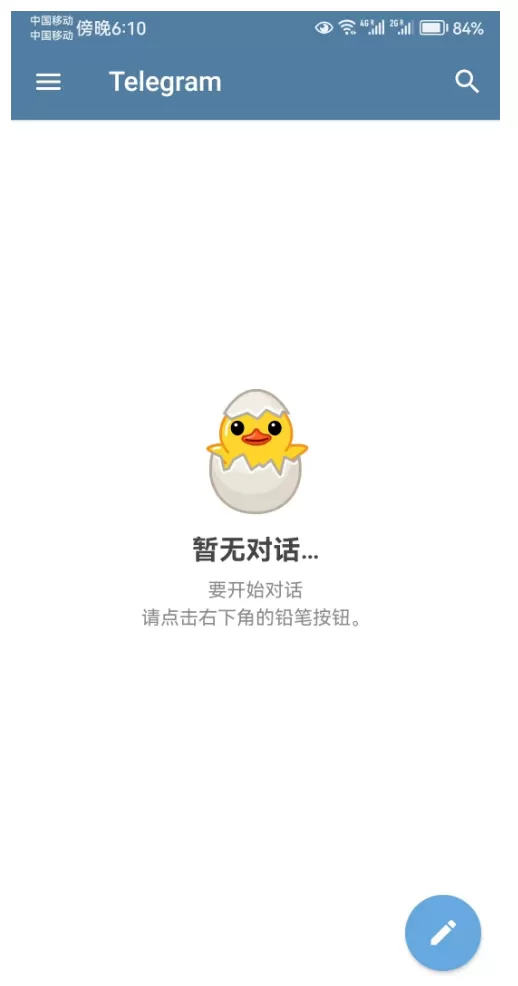 中国移动
中国移动
傍晚6:10
4G 2G 84%
Telegram
暂无对话...
要开始对话
请点击右下角的铅笔按钮。